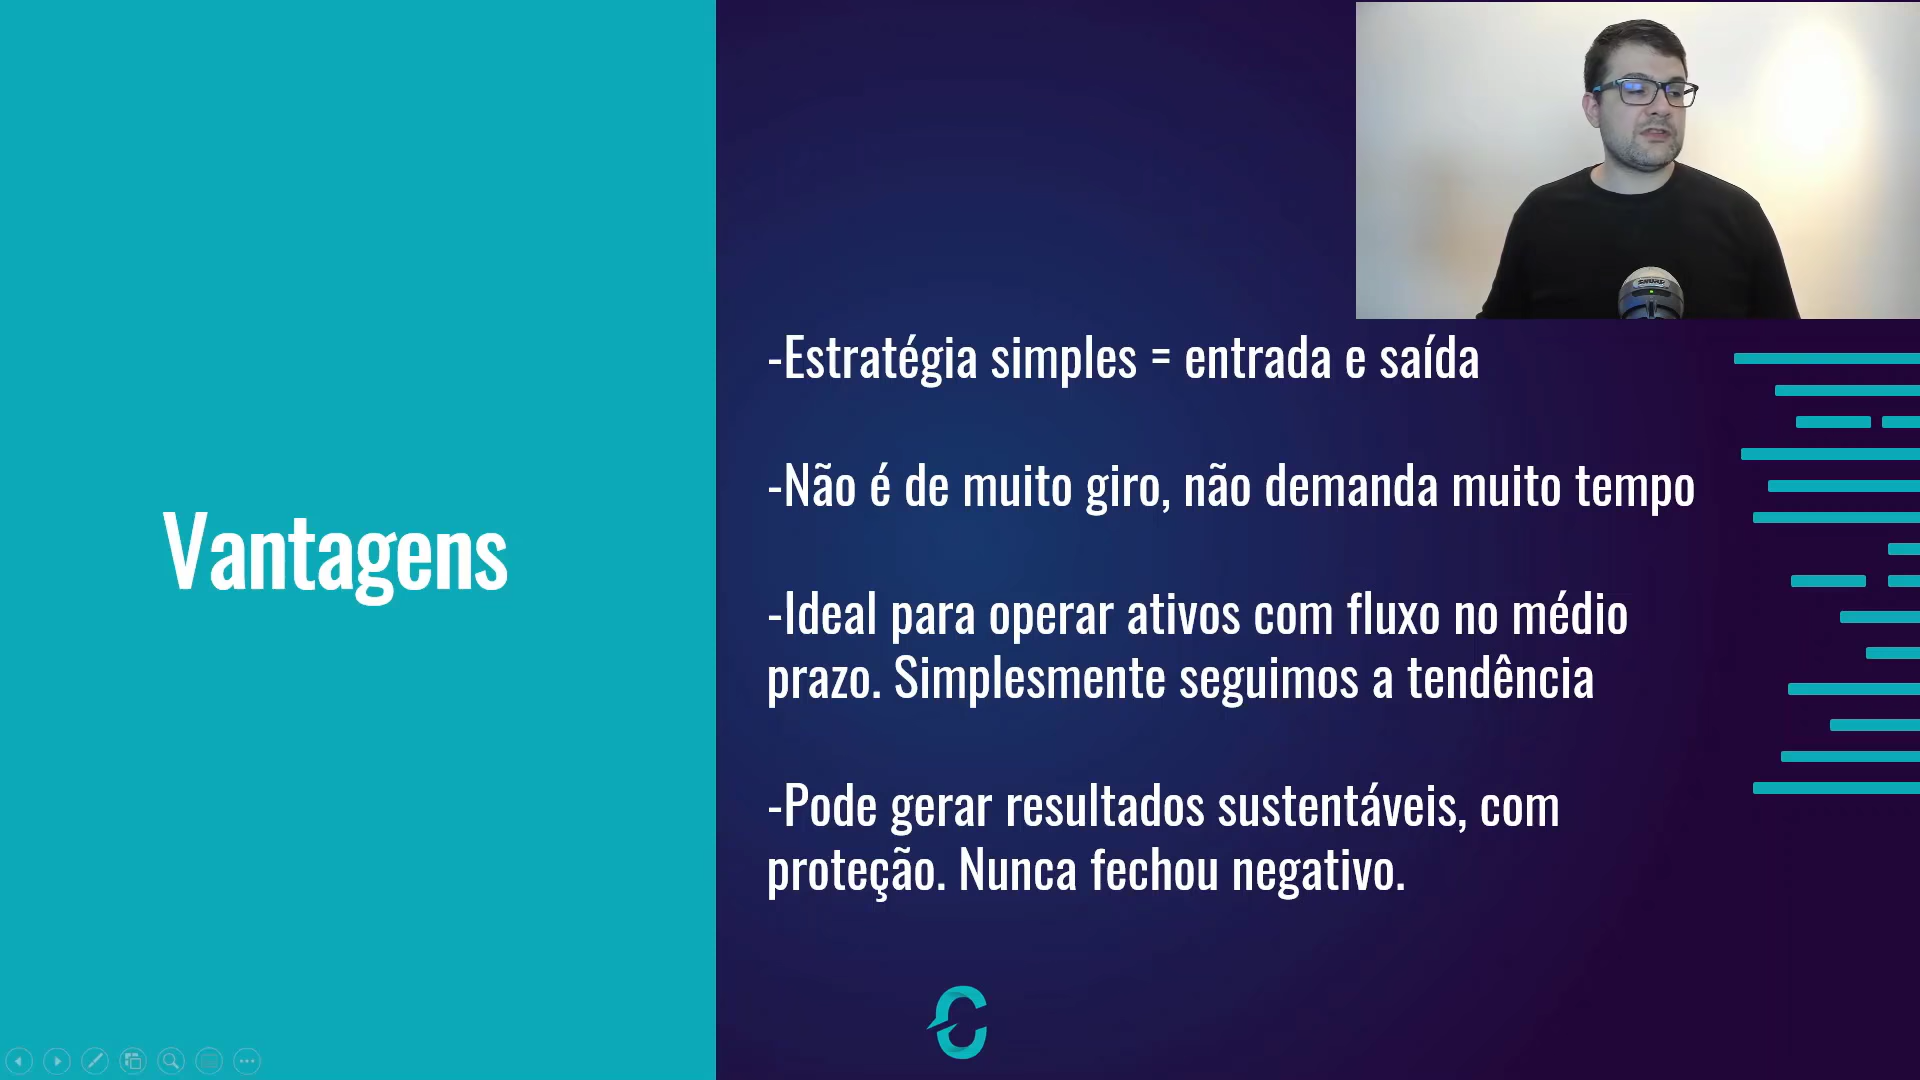 -Estratégia simples = entrada e saída
-Não é de muito giro, não demanda muito tempo
Vantagens
-Ideal para operar ativos com fluxo no médio
prazo. Simplesmente seguimos a tendência
-Pode gerar resultados sustentáveis, com
proteção. Nunca fechou negativo.